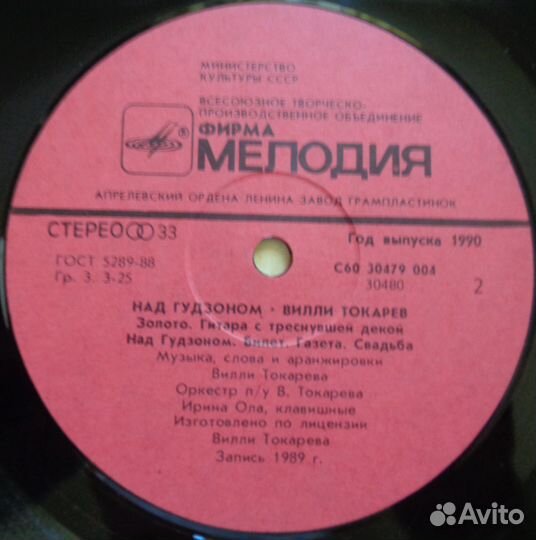 МИНИСТЕРСТВО
КУЛЬТУРЫ СССР
ВСЕСОЮЗНОЕ ТВОРЧЕСКО-
ПРОИЗВОДСТВЕННОЕ ОБЪЕДИНЕНИЕ
ФИРМА
® МЕЛОДИЯ
АПРЕЛЕВСКИЙ ОРДЕНА ЛЕНИНА ЗАВОД ГРАМПЛАСТИНОК
СТЕРЕО 33
Год выпуска 1990
ГОСТ 5289-88
Гр. 3. 3-25
С60 30479 004
30480
2
НАД ГУДЗОНОМ · ВИЛЛИ ТОКАРЕВ
Золото. Гитара с треснувшей декой
Над Гудзоном. Билет. Газета. Свадьба
Музыка, слова и аранжировки
Вилли Токарева
Оркестр п/у В. Токарева
Ирина Ола, клавишные
Изготовлено по лицензии
Вилли Токарева
Запись 1989 г.
Avito